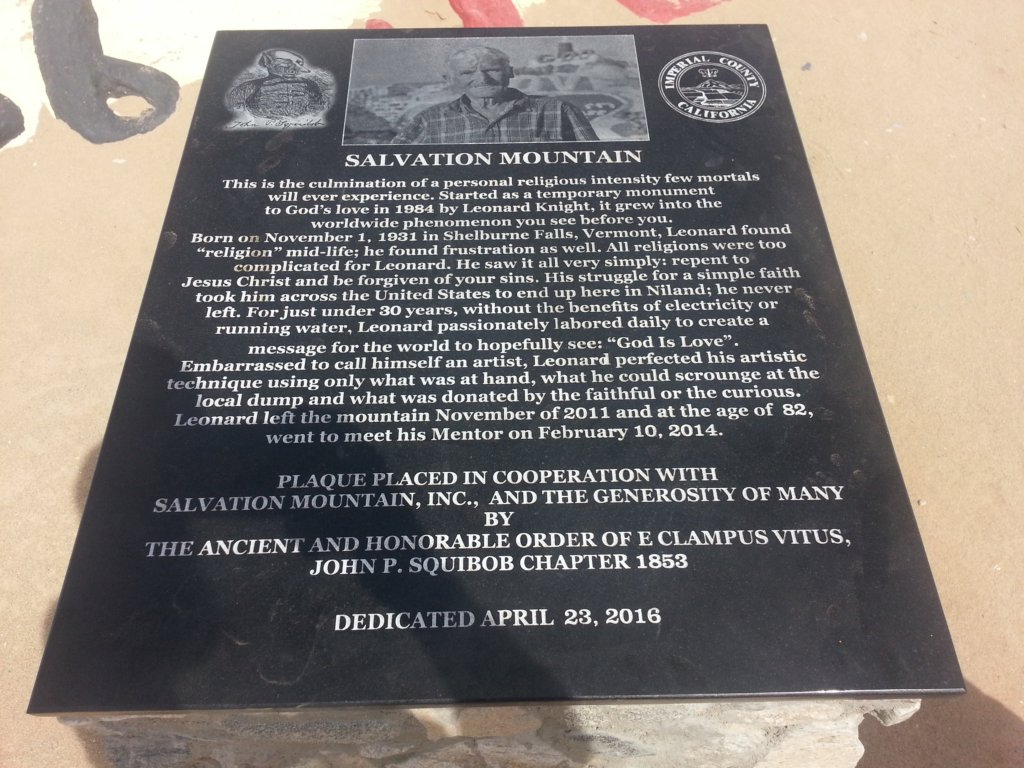 IMPERIAL COUNTY
CALIFORNIA
SALVATION MOUNTAIN
This is the culmination of a personal religious intensity few mortals
will ever experience. Started as a temporary monument
to God's love in 1984 by Leonard Knight, it grew into the
worldwide phenomenon you see before you.
Born on November 1, 1931 in Shelburne Falls, Vermont, Leonard found
"religion" mid-life; he found frustration as well. All religions were too
complicated for Leonard. He saw it all very simply: repent to
Jesus Christ and be forgiven of your sins. His struggle for a simple faith
took him across the United States to end up here in Niland; he never
left. For just under 30 years, without the benefits of electricity or
running water, Leonard passionately labored daily to create a
message for the world to hopefully see: "God Is Love".
Embarrassed to call himself an artist, Leonard perfected his artistic
technique using only what was at hand, what he could scrounge at the
local dump and what was donated by the faithful or the curious.
Leonard left the mountain November of 2011 and at the age of 82,
went to meet his Mentor on February 10, 2014.
PLAQUE PLACED IN COOPERATION WITH
SALVATION MOUNTAIN, INC., AND THE GENEROSITY OF MANY
BY
THE ANCIENT AND HONORABLE ORDER OF E CLAMPUS VITUS,
JOHN P. SQUIBOB CHAPTER 1853
DEDICATED APRIL 23, 2016